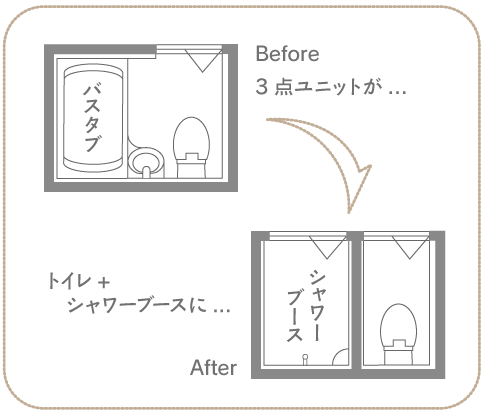 Before
3点ユニットが…
バスタブ
トイレ+
シャワーブースに…
シャワー
ブース
After